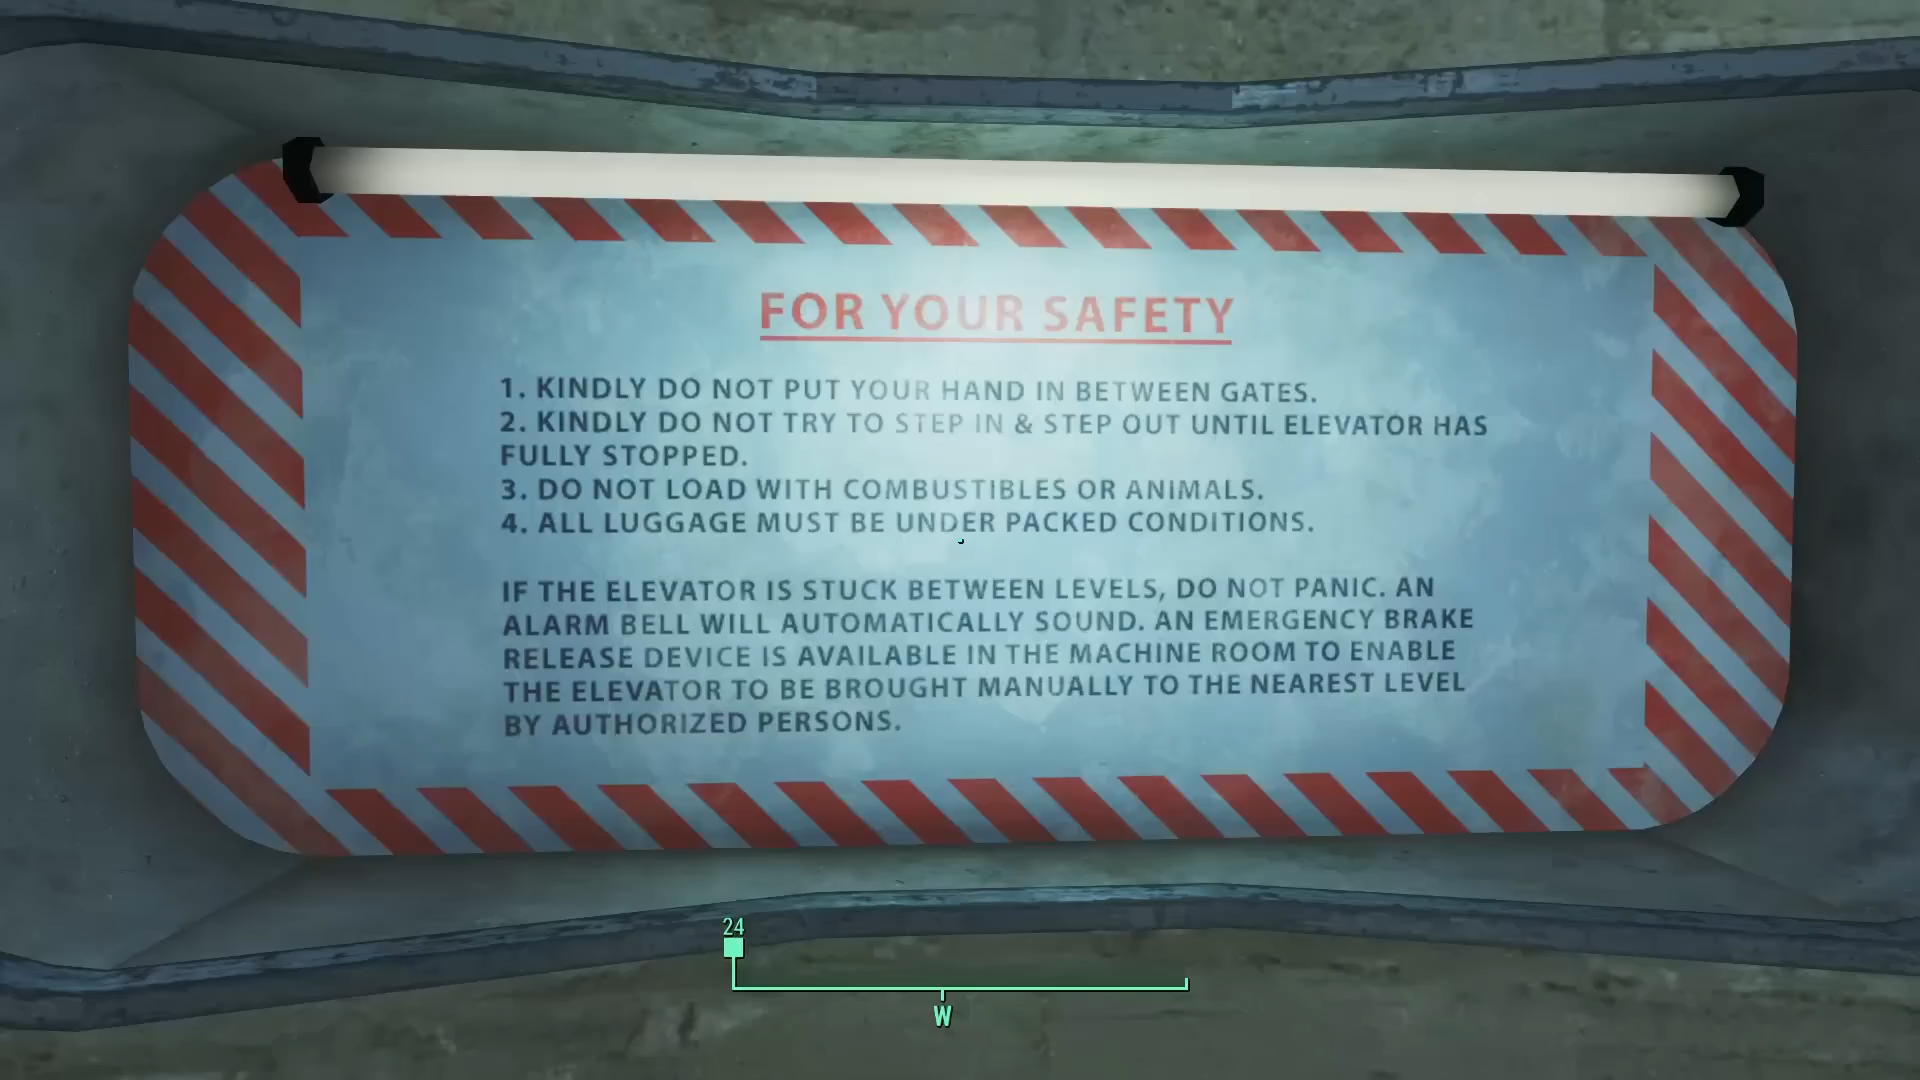 FOR YOUR SAFETY
1. KINDLY DO NOT PUT YOUR HAND IN BETWEEN GATES.
2. KINDLY DO NOT TRY TO STEP IN & STEP OUT UNTIL ELEVATOR HAS
FULLY STOPPED.
3. DO NOT LOAD WITH COMBUSTIBLES OR ANIMALS.
4. ALL LUGGAGE MUST BE UNDER PACKED CONDITIONS.
IF THE ELEVATOR IS STUCK BETWEEN LEVELS, DO NOT PANIC. AN
ALARM BELL WILL AUTOMATICALLY SOUND. AN EMERGENCY BRAKE
RELEASE DEVICE IS AVAILABLE IN THE MACHINE ROOM TO ENABLE
THE ELEVATOR TO BE BROUGHT MANUALLY TO THE NEAREST LEVEL
BY AUTHORIZED PERSONS.
24
W